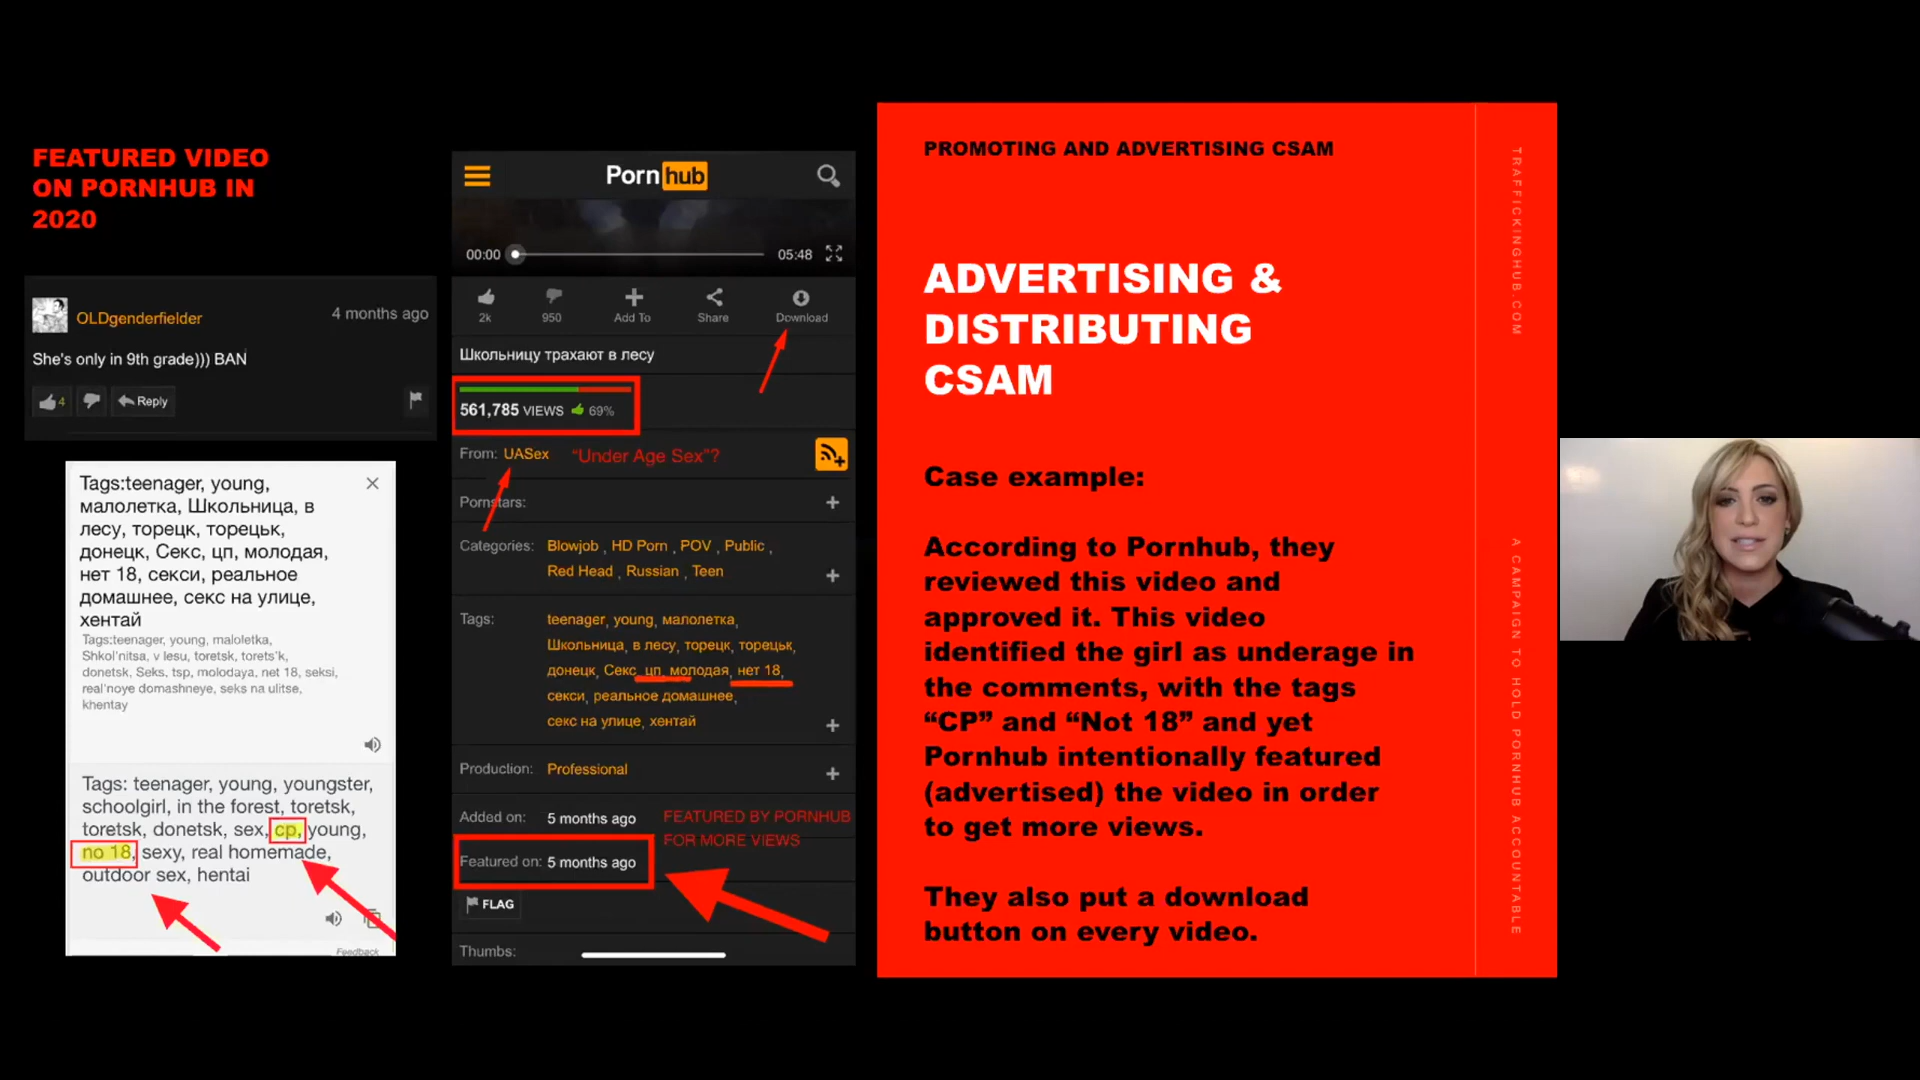 FEATURED VIDEO
ON PORNHUB IN
2020
OLDgenderfielder
4 months ago
She's only in 9th grade))) BAN
4
Reply
Tags:teenager, young,
малолетка, Школьница, в
лесу, торецк, торецьк,
донецк, Секс, цп, молодая,
нет 18, секси, реальное
домашнее, секс на улице,
хентай
Tags:teenager, young, maloletka,
Shkol'nitsa, v lesu, toretsk, torets'k,
donetsk, Seks, tsp, molodaya, net 18, seksi,
real'noye domashneye, seks na ulitse,
khentay
Tags: teenager, young, youngster,
schoolgirl, in the forest, toretsk,
toretsk, donetsk, sex, cp, young,
no 18, sexy, real homemade,
outdoor sex, hentai
Feedback
Pornhub
00:00
05:48
2k
950
Add To
Share
Download
Школьницу трахают в лесу
561,785 VIEWS 69%
From: UASex
"Under Age Sex"?
Pornstars:
Categories: Blowjob , HD Porn , POV , Public ,
Red Head , Russian , Teen
Tags: teenager, young, малолетка,
Школьница, в лесу, торецк, торецьк,
донецк, Секс, цп, молодая, нет 18,
секси, реальное домашнее,
секс на улице, хентай
Production: Professional
Added on: 5 months ago
FEATURED BY PORNHUB
FOR MORE VIEWS
Featured on: 5 months ago
FLAG
Thumbs:
PROMOTING AND ADVERTISING CSAM
ADVERTISING &
DISTRIBUTING
CSAM
Case example:
According to Pornhub, they
reviewed this video and
approved it. This video
identified the girl as underage in
the comments, with the tags
“CP” and “Not 18” and yet
Pornhub intentionally featured
(advertised) the video in order
to get more views.
They also put a download
button on every video.
TRAFFICKINGHUB.COM
A CAMPAIGN TO HOLD PORNHUB ACCOUNTABLE